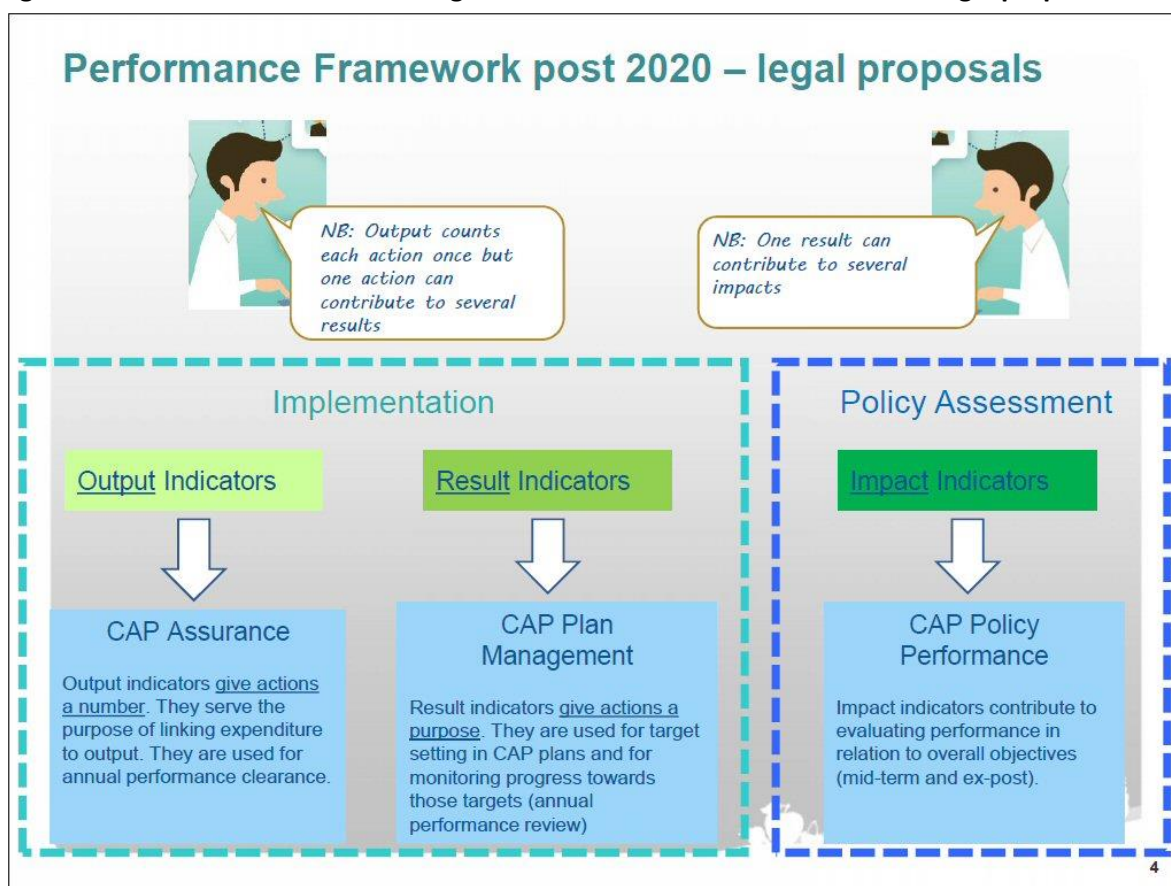 Performance Framework post 2020 – legal proposals
NB: Output counts
each action once but
one action can
contribute to several
results
NB: One result can
contribute to several
impacts
Implementation
Output Indicators
Result Indicators
CAP Assurance
Output indicators give actions
a number. They serve the
purpose of linking expenditure
to output. They are used for
annual performance clearance.
CAP Plan
Management
Result indicators give actions a
purpose. They are used for target
setting in CAP plans and for
monitoring progress towards
those targets (annual
performance review)
Policy Assessment
Impact Indicators
CAP Policy
Performance
Impact indicators contribute to
evaluating performance in
relation to overall objectives
(mid-term and ex-post).
4